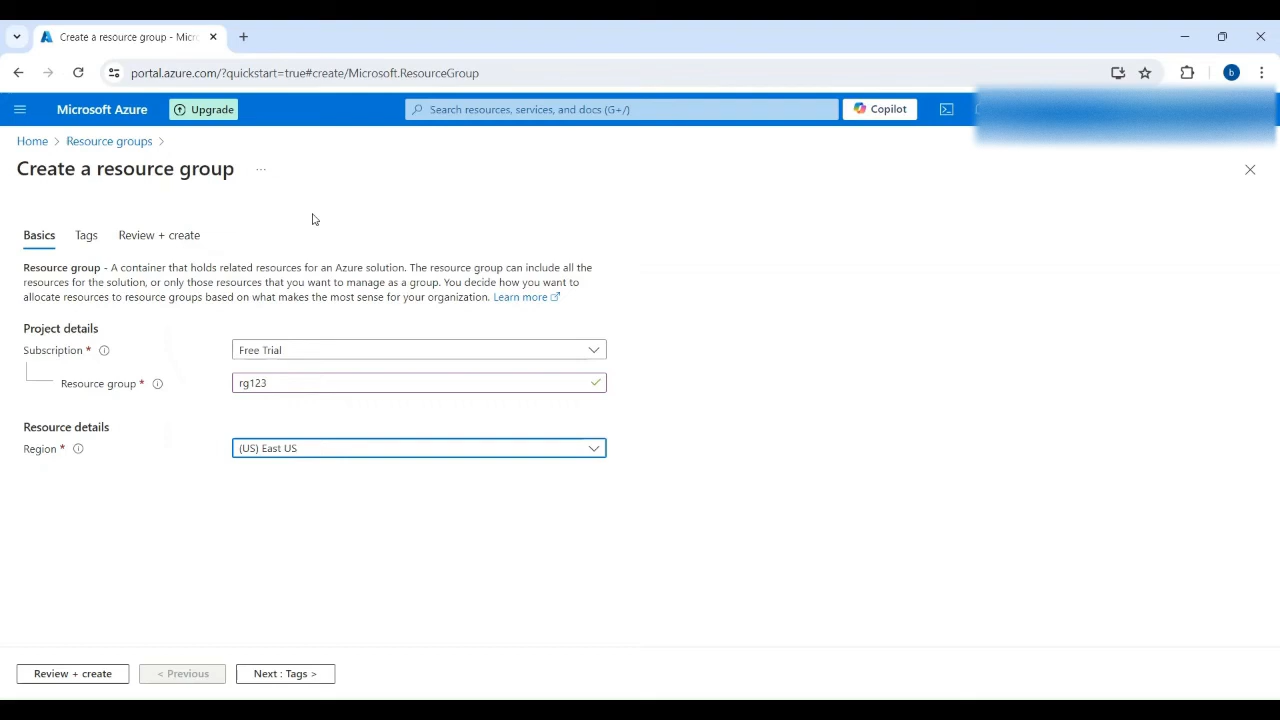 Create a resource group - Micr
portal.azure.com/?quickstart=true#create/Microsoft.ResourceGroup
b
Microsoft Azure
Upgrade
Search resources, services, and docs (G+/)
Copilot
Home > Resource groups >
Create a resource group ...
Basics
Tags
Review + create
Resource group - A container that holds related resources for an Azure solution. The resource group can include all the
resources for the solution, or only those resources that you want to manage as a group. You decide how you want to
allocate resources to resource groups based on what makes the most sense for your organization. Learn more
Project details
Subscription *
Free Trial
Resource group *
rg123
Resource details
Region *
(US) East US
Review + create
< Previous
Next : Tags >